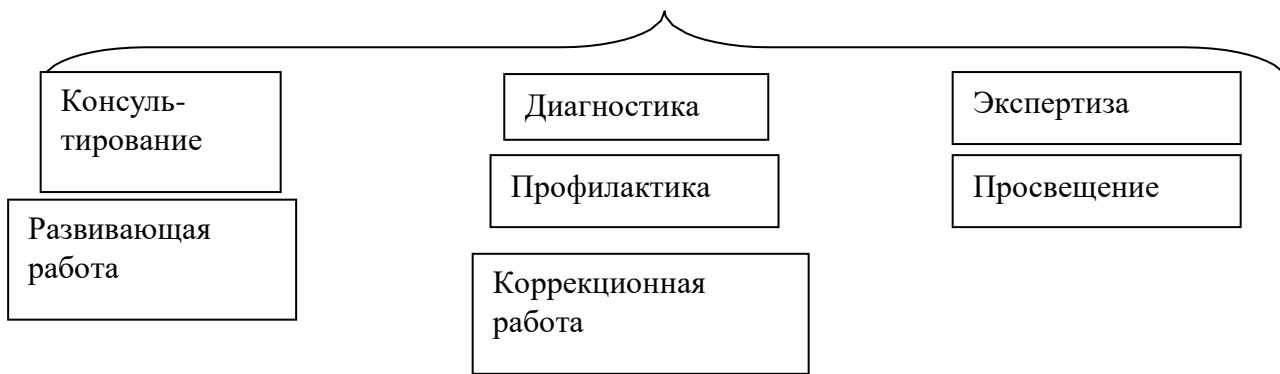 Консуль-
тирование
Диагностика
Экспертиза
Профилактика
Просвещение
Развивающая
работа
Коррекционная
работа